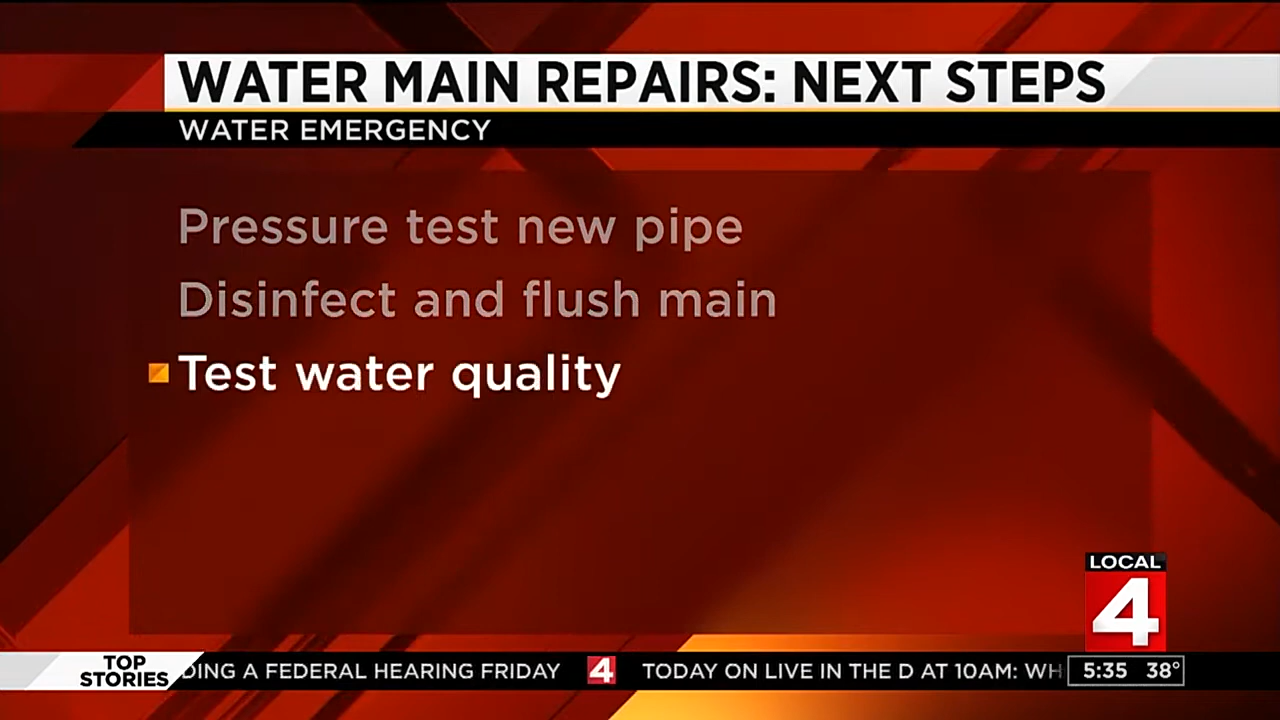 WATER MAIN REPAIRS: NEXT STEPS
WATER EMERGENCY
Pressure test new pipe
Disinfect and flush main
Test water quality
LOCAL
4
TOP
STORIES
A FEDERAL HEARING FRIDAY 4 TODAY ON LIVE IN THE D AT 10AM: 5:35 38°